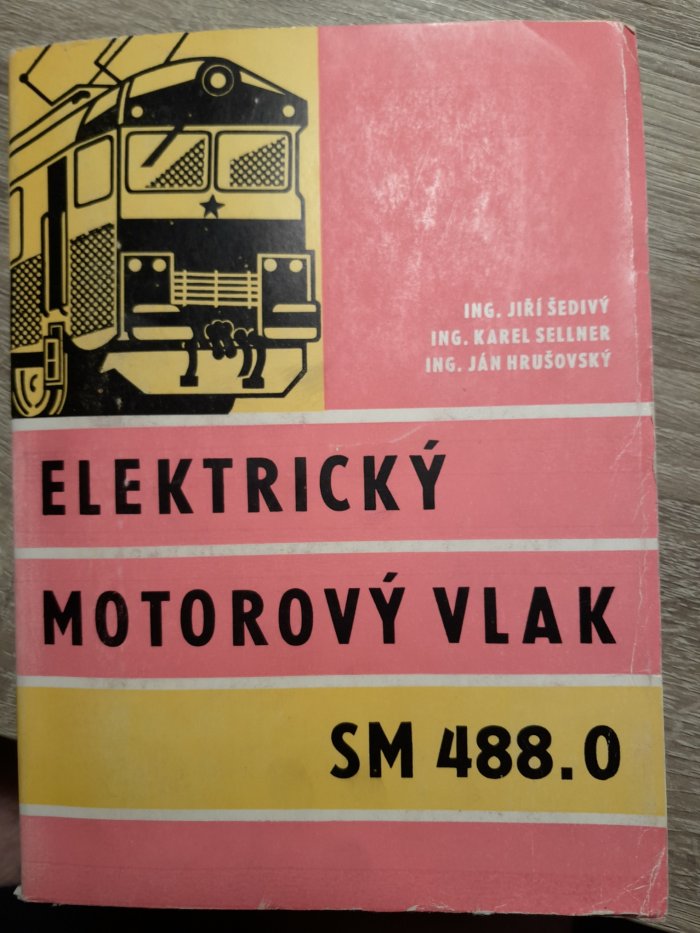 ING. JIŘÍ ŠEDIVÝ
ING. KAREL SELLNER
ING. JÁN HRUŠOVSKÝ
ELEKTRICKÝ
MOTOROVÝ VLAK
SM 488.0